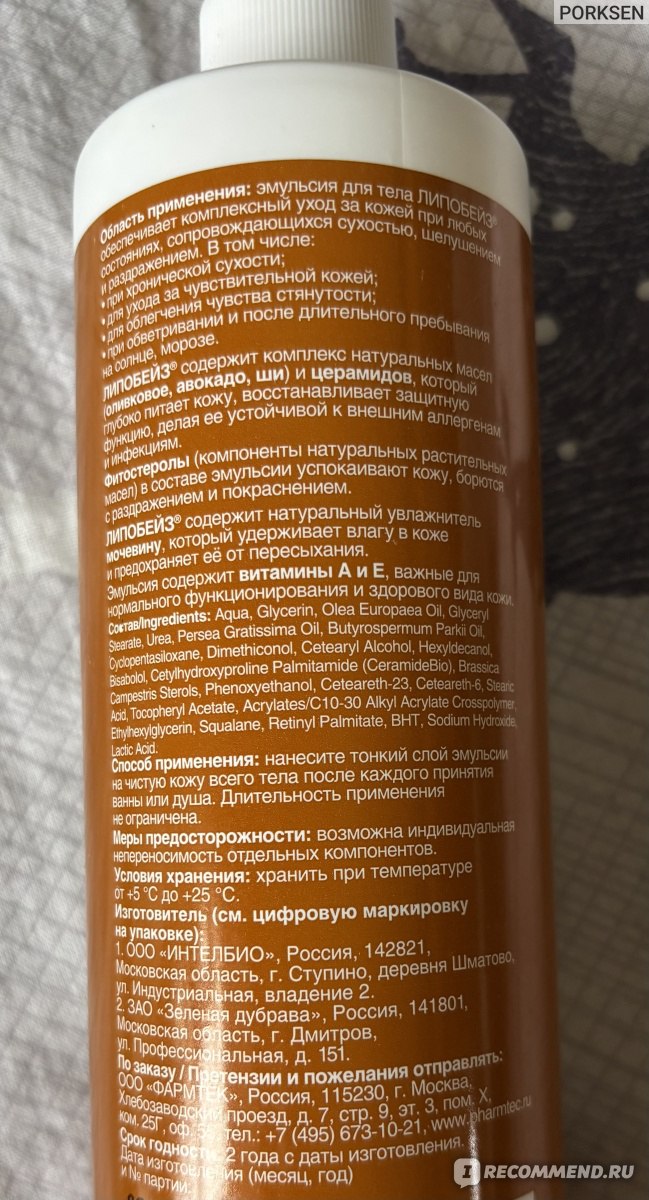 PORKSEN
Область применения: эмульсия для тела ЛИПОБЕЙЗ®
обеспечивает комплексный уход за кожей при любых
состояниях, сопровождающихся сухостью, шелушением
и раздражением. В том числе:
• при хронической сухости;
• для ухода за чувствительной кожей;
• для облегчения чувства стянутости;
• при обветривании и после длительного пребывания
на солнце, морозе.
ЛИПОБЕЙЗ® содержит комплекс натуральных масел
(оливковое, авокадо, ши) и церамидов, который
глубоко питает кожу, восстанавливает защитную
функцию, делая ее устойчивой к внешним аллергенам
и инфекциям.
Фитостеролы (компоненты натуральных растительных
масел) в составе эмульсии успокаивают кожу, борются
с раздражением и покраснением.
ЛИПОБЕЙЗ® содержит натуральный увлажнитель
мочевину, который удерживает влагу в коже
и предохраняет её от пересыхания.
Эмульсия содержит витамины А и Е, важные для
нормального функционирования и здорового вида кожи.
Состав/Ingredients: Aqua, Glycerin, Olea Europaea Oil, Glyceryl
Stearate, Urea, Persea Gratissima Oil, Butyrospermum Parkii Oil,
Cyclopentasiloxane, Dimethiconol, Cetearyl Alcohol, Hexyldecanol,
Bisabolol, Cetylhydroxyproline Palmitamide (CeramideBio), Brassica
Campestris Sterols, Phenoxyethanol, Ceteareth-23, Ceteareth-6, Stearic
Acid, Tocopheryl Acetate, Acrylates/C10-30 Alkyl Acrylate Crosspolymer,
Ethylhexylglycerin, Squalane, Retinyl Palmitate, BHT, Sodium Hydroxide,
Lactic Acid.
Способ применения: нанесите тонкий слой эмульсии
на чистую кожу всего тела после каждого принятия
ванны или душа. Длительность применения
не ограничена.
Меры предосторожности: возможна индивидуальная
непереносимость отдельных компонентов.
Условия хранения: хранить при температуре
от +5 °C до +25 °C.
Изготовитель (см. цифровую маркировку
на упаковке):
1. ООО «ИНТЕЛБИО», Россия, 142821,
Московская область, г. Ступино, деревня Шматово,
ул. Индустриальная, владение 2.
2. ЗАО «Зеленая дубрава», Россия, 141801,
Московская область, г. Дмитров,
ул. Профессиональная, д. 151.
По заказу / Претензии и пожелания отправлять:
ООО «ФАРМТЕК», Россия, 115230, г. Москва,
Хлебозаводский проезд, д. 7, стр. 9, эт. 3, пом. X,
ком. 25Г, оф. тел.: +7 (495) 673-10-21, www.pharmtec.ru
Срок годности: 2 года с даты изготовления.
Дата изготовления (месяц, год)
и № партии:
IRECOMMEND.RU